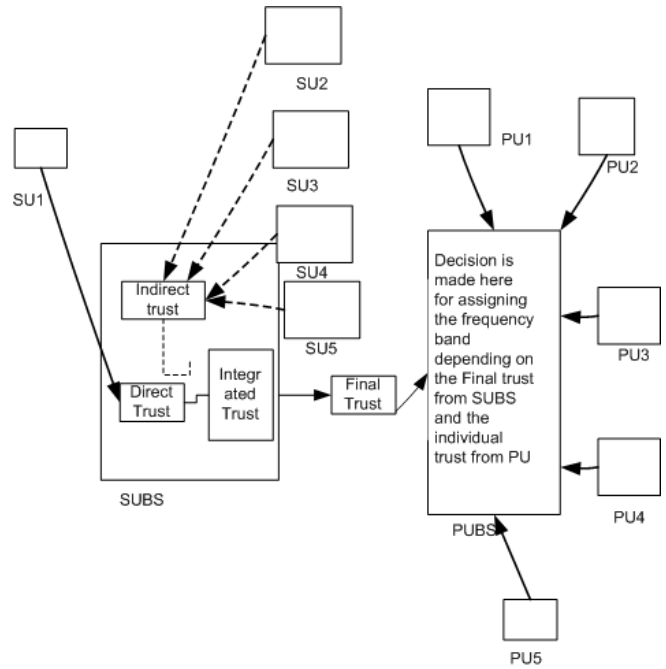 SU2
SU3
SU1
SU4
SU5
Indirect
trust
Direct
Trust
Integr
ated
Trust
SUBS
Final
Trust
PU1
PU2
Decision is
made here
for assigning
the frequency
band
depending on
the Final trust
from SUBS
and the
individual
trust from PU
PU3
PU4
PUBS
PU5